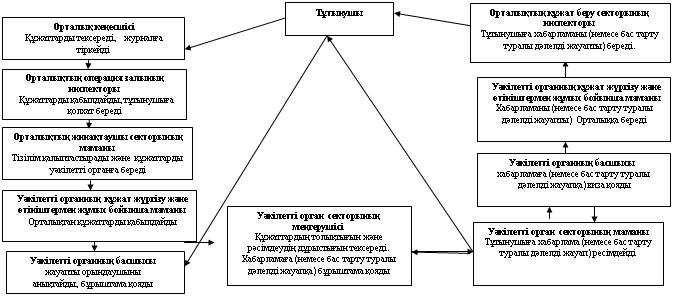 Тұтынушы
Орталық кеңесшісі
Құжаттарды тексереді, журналға
тіркейді
Орталықтың операция залының
инспекторы
Құжаттарды қабылдайды, тұтынушыға
қолхат береді
Орталықтың жинақтаушы секторының
маманы
Тізілім қалыптастырады және құжаттарды
уәкілетті органға береді
Уәкілетті органның құжат жүргізу және
өтініштермен жұмыс бойынша маманы
Орталықтан құжаттарды қабылдайды
Уәкілетті органның басшысы
жауапты орындаушыны
анықтайды, бұрыштама қояды
Уәкілетті орган секторының
меңгерушісі
Құжаттардың толықтығын және
рәсімдеудің дұрыстығын тексереді.
Хабарламаға (немесе бас тарту туралы
дәлелді жауапқа) бұрыштама қояды
Уәкілетті орган секторының маманы
Тұтынушыға хабарлама (немесе бас тарту
туралы дәлелді жауап) ресімдейді
Уәкілетті органның басшысы
хабарламаға (немесе бас тарту туралы
дәлелді жауапқа) виза қояды
Уәкілетті органның құжат жүргізу және
өтініштермен жұмыс бойынша маманы
Хабарламаны (немесе бас тарту туралы
дәлелді жауапты) Орталыққа береді
Орталықтың құжат беру секторының
инспекторы
Тұтынушыға хабарламаны (немесе бас тарту
туралы дәлелді жауапты) береді.